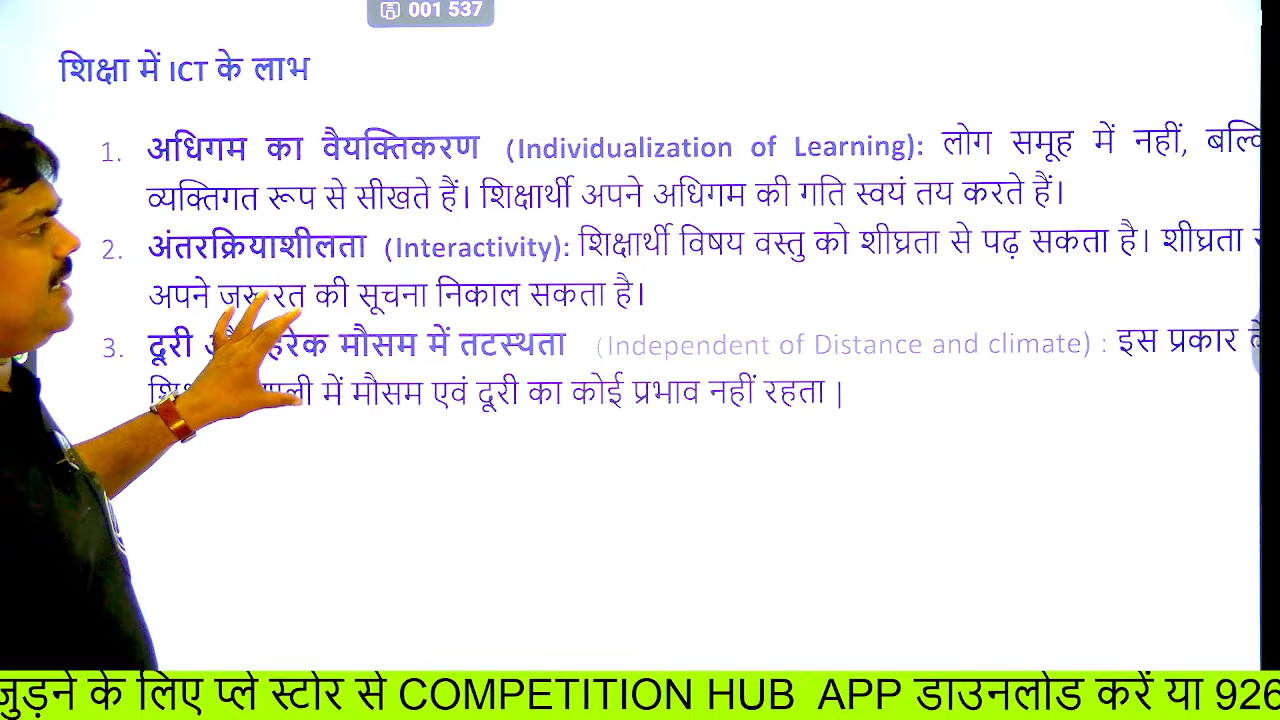 001 537
शिक्षा में ICT के लाभ
1. अधिगम का वैयक्तिकरण (Individualization of Learning): लोग समूह में नहीं,
व्यक्तिगत रूप से सीखते हैं। शिक्षार्थी अपने अधिगम की गति स्वयं तय करते हैं।
2. अंतरक्रियाशीलता (Interactivity): शिक्षार्थी विषय वस्तु को शीघ्रता से पढ़ सकता है। शीघ्रता
अपने जरूरत की सूचना निकाल सकता है।
3. दूरी हरेक मौसम में तटस्थता (Independent of Distance and climate) : इस प्रकार
में मौसम एवं दूरी का कोई प्रभाव नहीं रहता |
जुड़ने के लिए प्ले स्टोर से COMPETITION HUB APP डाउनलोड करें या 926